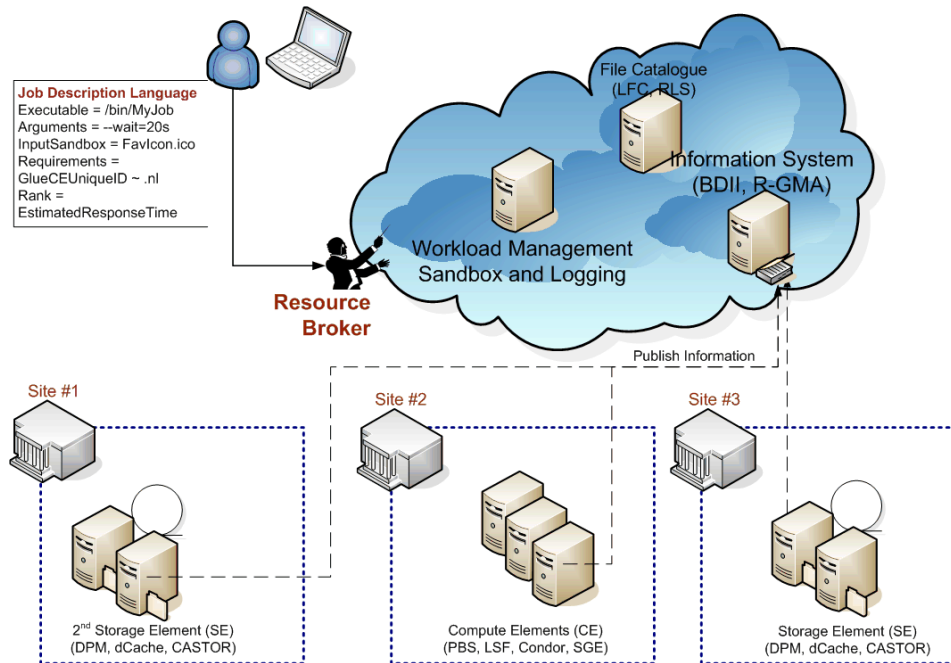 Job Description Language
Executable = /bin/MyJob
Arguments = --wait=20s
InputSandbox = FavIcon.ico
Requirements =
GlueCEUniqueID ~ .nl
Rank =
EstimatedResponseTime
File Catalogue
(LFC, RLS)
Information System
(BDII, R-GMA)
Workload Management
Sandbox and Logging
Resource
Broker
Publish Information
Site #1
Site #2
Site #3
2nd Storage Element (SE)
(DPM, dCache, CASTOR)
Compute Elements (CE)
(PBS, LSF, Condor, SGE)
Storage Element (SE)
(DPM, dCache, CASTOR)